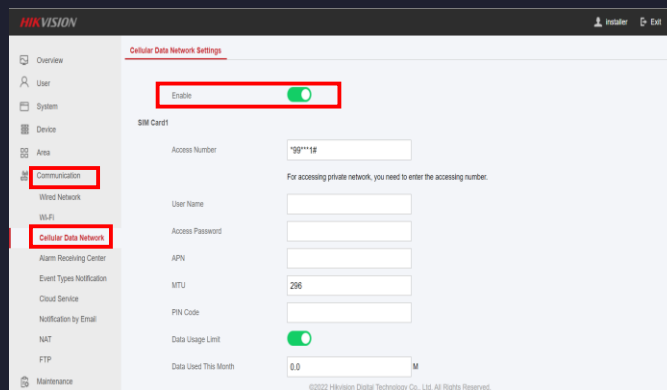 HIKVISION
installer Exit
Overview
User
System
Device
Area
Communication
Wired Network
Wi-Fi
Cellular Data Network
Alarm Receiving Center
Event Types Notification
Cloud Service
Notification by Email
NAT
FTP
Maintenance
Cellular Data Network Settings
Enable
SIM Card1
Access Number *99***1#
For accessing private network, you need to enter the accessing number.
User Name
Access Password
APN
MTU 296
PIN Code
Data Usage Limit
Data Used This Month 0.0 M
©2022 Hikvision Digital Technology Co., Ltd. All Rights Reserved.